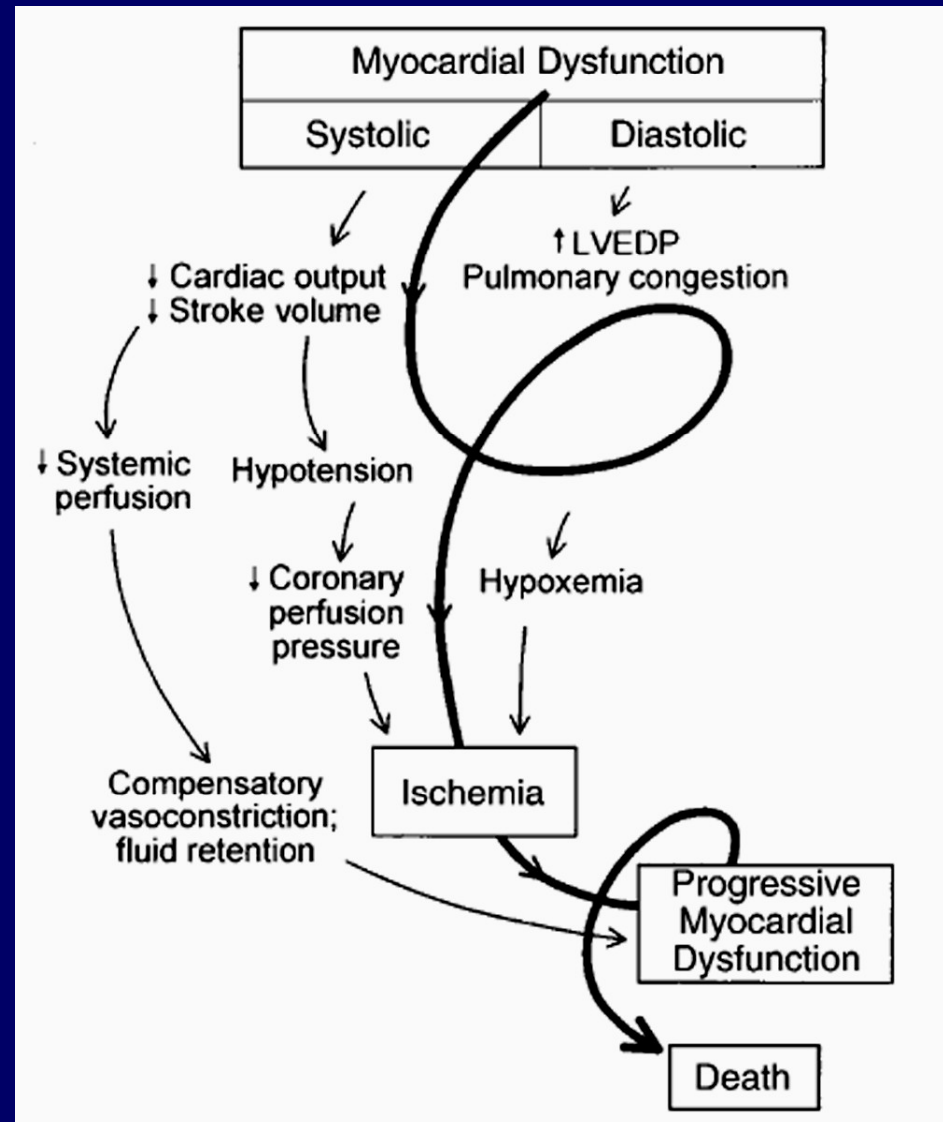 Myocardial Dysfunction
Systolic
Diastolic
↓ Cardiac output
↓ Stroke volume
↑ LVEDP
Pulmonary congestion
↓ Systemic
perfusion
Hypotension
↓ Coronary
perfusion
pressure
Hypoxemia
Compensatory
vasoconstriction;
fluid retention
Ischemia
Progressive
Myocardial
Dysfunction
Death